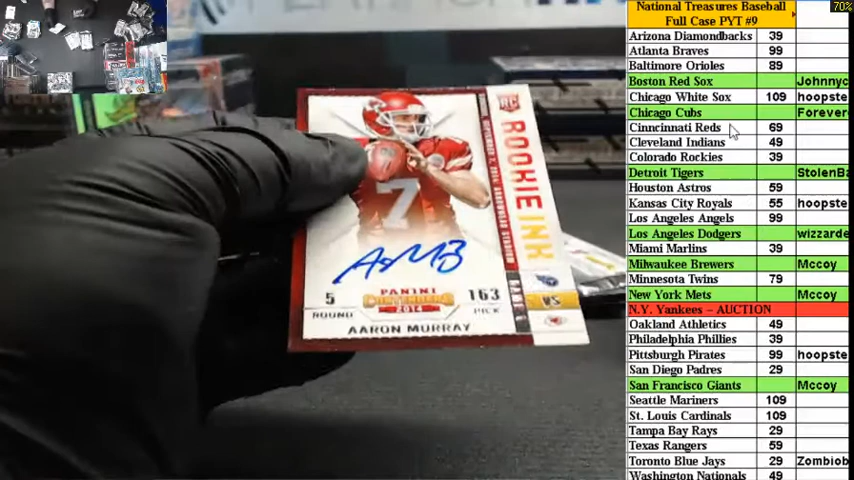 National Treasures Baseball
Full Case PYT #9
70%
Arizona Diamondbacks 39
Atlanta Braves 99
Baltimore Orioles 89
Boston Red Sox Johnnyc
Chicago White Sox 109 hoopste
Chicago Cubs Forever
Cinncinnati Reds 69
Cleveland Indians 49
Colorado Rockies 39
Detroit Tigers StolenBa
Houston Astros 59
Kansas City Royals 55 hoopste
Los Angeles Angels 99
Los Angeles Dodgers wizzarde
Miami Marlins 39
Milwaukee Brewers Mccoy
Minnesota Twins 79
New York Mets Mccoy
N.Y. Yankees – AUCTION
Oakland Athletics 49
Philadelphia Phillies 39
Pittsburgh Pirates 99 hoopste
San Diego Padres 29
San Francisco Giants Mccoy
Seattle Mariners 109
St. Louis Cardinals 109
Tampa Bay Rays 29
Texas Rangers 59
Toronto Blue Jays 29 Zombiob
Washington Nationals 49
RC
ROOKIE INK
7
5
ROUND
PANINI
CONTENDERS
2014
163
PICK
AARON MURRAY
VS